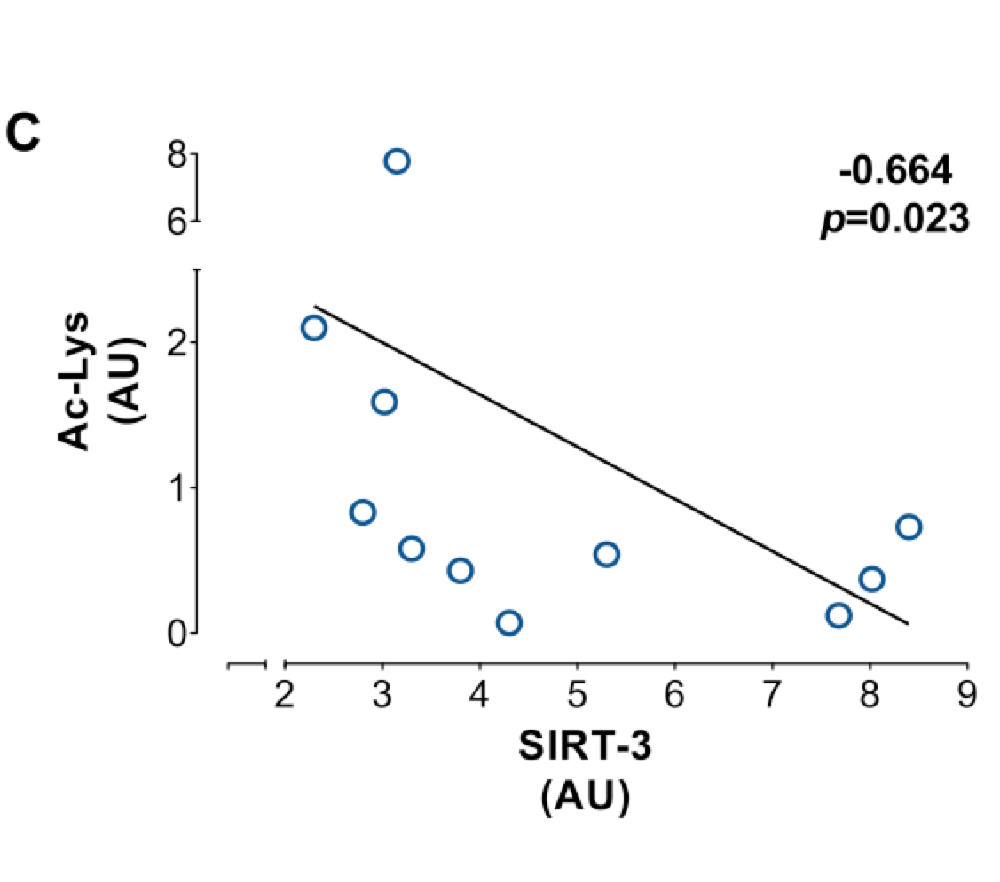 C
8
6
2
1
0
Ac-Lys
(AU)
-0.664
p=0.023
2 3 4 5 6 7 8 9
SIRT-3
(AU)